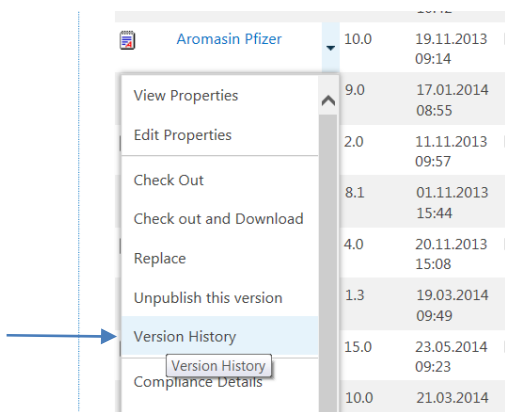 Aromasin Pfizer 10.0 19.11.2013
09:14
View Properties 9.0 17.01.2014
08:55
Edit Properties 2.0 11.11.2013
09:57
Check Out 8.1 01.11.2013
15:44
Check out and Download
Replace 4.0 20.11.2013
15:08
Unpublish this version 1.3 19.03.2014
09:49
Version History 15.0 23.05.2014
09:23
Version History
Compliance Details
10.0 21.03.2014